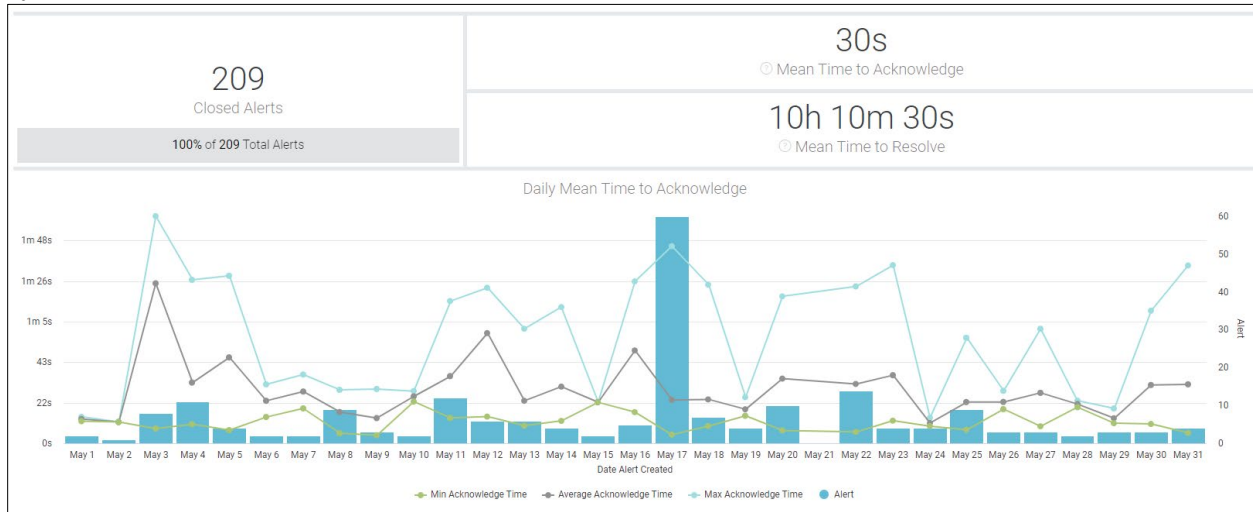 209
Closed Alerts
100% of 209 Total Alerts
30s
? Mean Time to Acknowledge
10h 10m 30s
? Mean Time to Resolve
Daily Mean Time to Acknowledge
1m 48s
1m 26s
1m 5s
43s
22s
0s
60
50
40
30
20
10
0
Alert
May 1 May 2 May 3 May 4 May 5 May 6 May 7 May 8 May 9 May 10 May 11 May 12 May 13 May 14 May 15 May 16 May 17 May 18 May 19 May 20 May 21 May 22 May 23 May 24 May 25 May 26 May 27 May 28 May 29 May 30 May 31
Date Alert Created
Min Acknowledge Time Average Acknowledge Time Max Acknowledge Time Alert